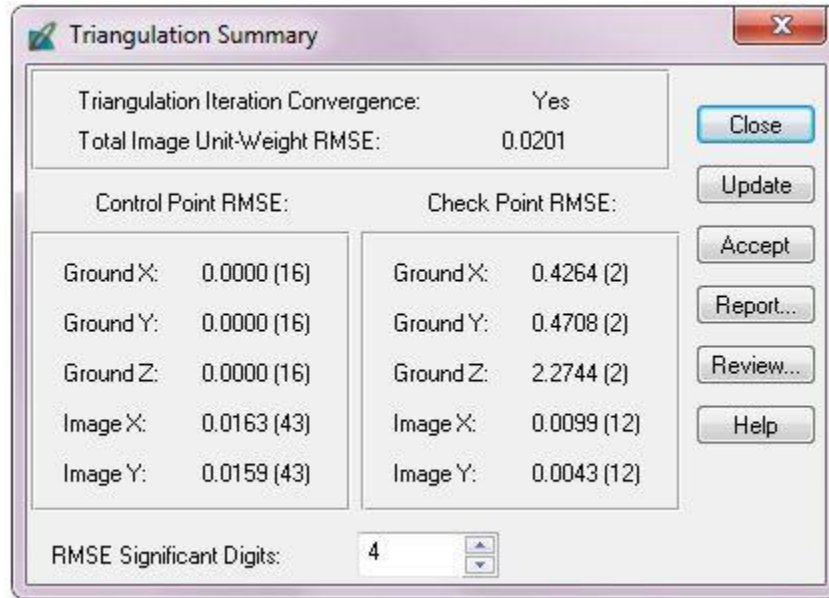 Triangulation Summary
Triangulation Iteration Convergence: Yes
Total Image Unit-Weight RMSE: 0.0201
Close
Update
Accept
Report...
Review...
Help
Control Point RMSE:
Ground X: 0.0000 (16)
Ground Y: 0.0000 (16)
Ground Z: 0.0000 (16)
Image X: 0.0163 (43)
Image Y: 0.0159 (43)
Check Point RMSE:
Ground X: 0.4264 (2)
Ground Y: 0.4708 (2)
Ground Z: 2.2744 (2)
Image X: 0.0099 (12)
Image Y: 0.0043 (12)
RMSE Significant Digits: 4